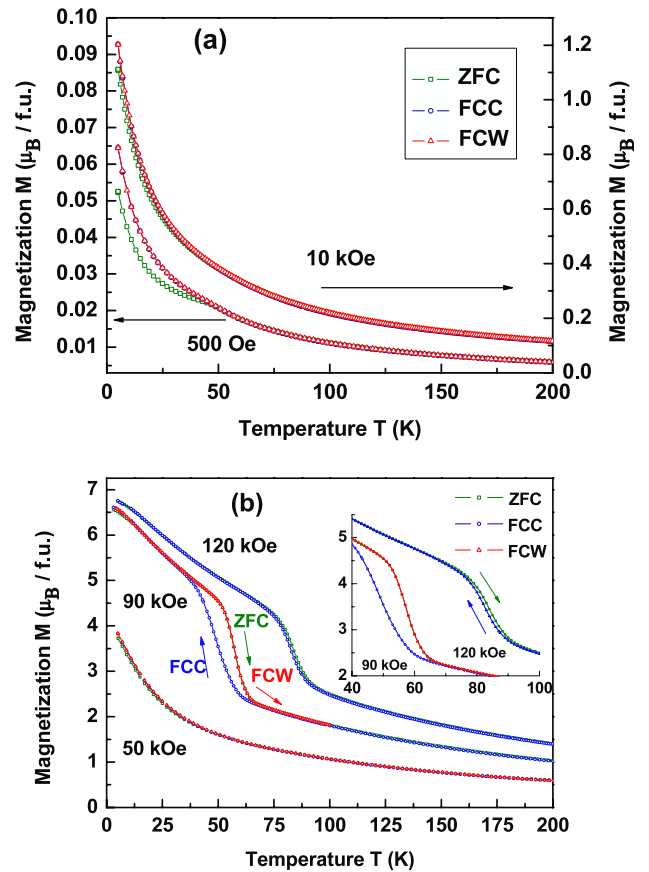 (a)
ZFC
FCC
FCW
10 kOe
500 Oe
Magnetization M (μB / f.u.)
0.10
0.09
0.08
0.07
0.06
0.05
0.04
0.03
0.02
0.01
1.2
1.0
0.8
0.6
0.4
0.2
0.0
Magnetization M (μB / f.u.)
0 50 100 150 200
Temperature T (K)
(b)
ZFC
FCC
FCW
120 kOe
90 kOe
ZFC
FCC
FCW
50 kOe
Magnetization M (μB / f.u.)
7
6
5
4
3
2
1
0
5
4
3
2
120 kOe
90 kOe
40 60 80 100
0 25 50 75 100 125 150 175 200
Temperature T (K)